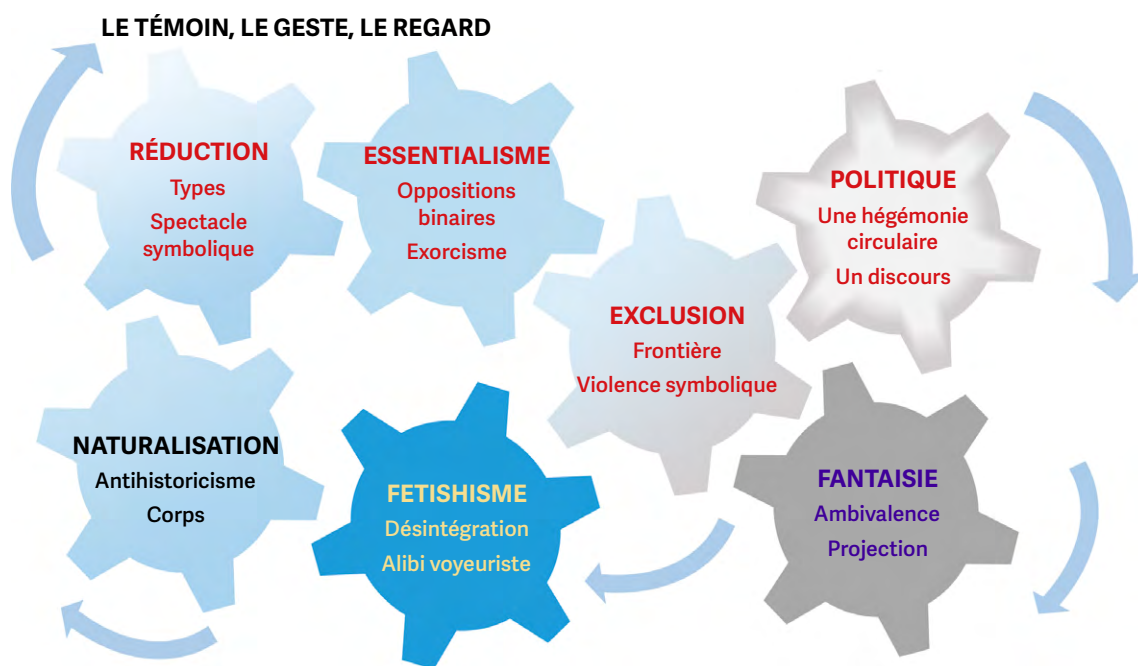 LE TÉMOIN, LE GESTE, LE REGARD
RÉDUCTION
Types
Spectacle
symbolique
ESSENTIALISME
Oppositions
binaires
Exorcisme
POLITIQUE
Une hégémonie
circulaire
Un discours
EXCLUSION
Frontière
Violence symbolique
NATURALISATION
Antihistoricisme
Corps
FETISHISME
Désintégration
Alibi voyeuriste
FANTAISIE
Ambivalence
Projection